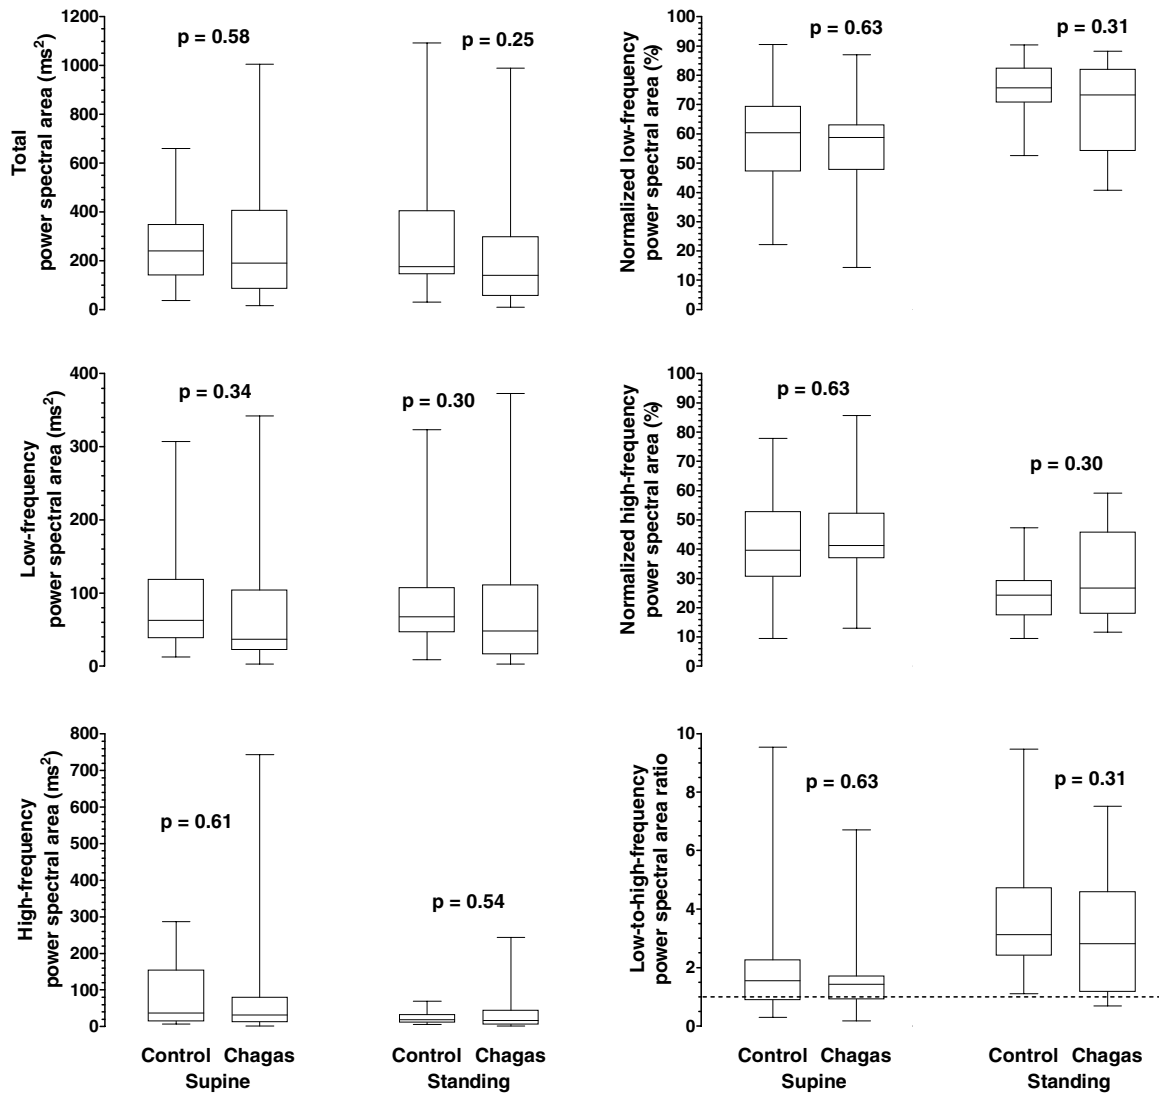 Total
power spectral area (ms²)
1200
1000
800
600
400
200
0
p = 0.58
p = 0.25
Normalized low-frequency
power spectral area (%)
100
90
80
70
60
50
40
30
20
10
0
p = 0.63
p = 0.31
Low-frequency
power spectral area (ms²)
400
300
200
100
0
p = 0.34
p = 0.30
Normalized high-frequency
power spectral area (%)
100
90
80
70
60
50
40
30
20
10
0
p = 0.63
p = 0.30
High-frequency
power spectral area (ms²)
800
700
600
500
400
300
200
100
0
p = 0.61
p = 0.54
Control Chagas
Supine
Control Chagas
Standing
Low-to-high-frequency
power spectral area ratio
10
8
6
4
2
0
p = 0.63
p = 0.31
Control Chagas
Supine
Control Chagas
Standing